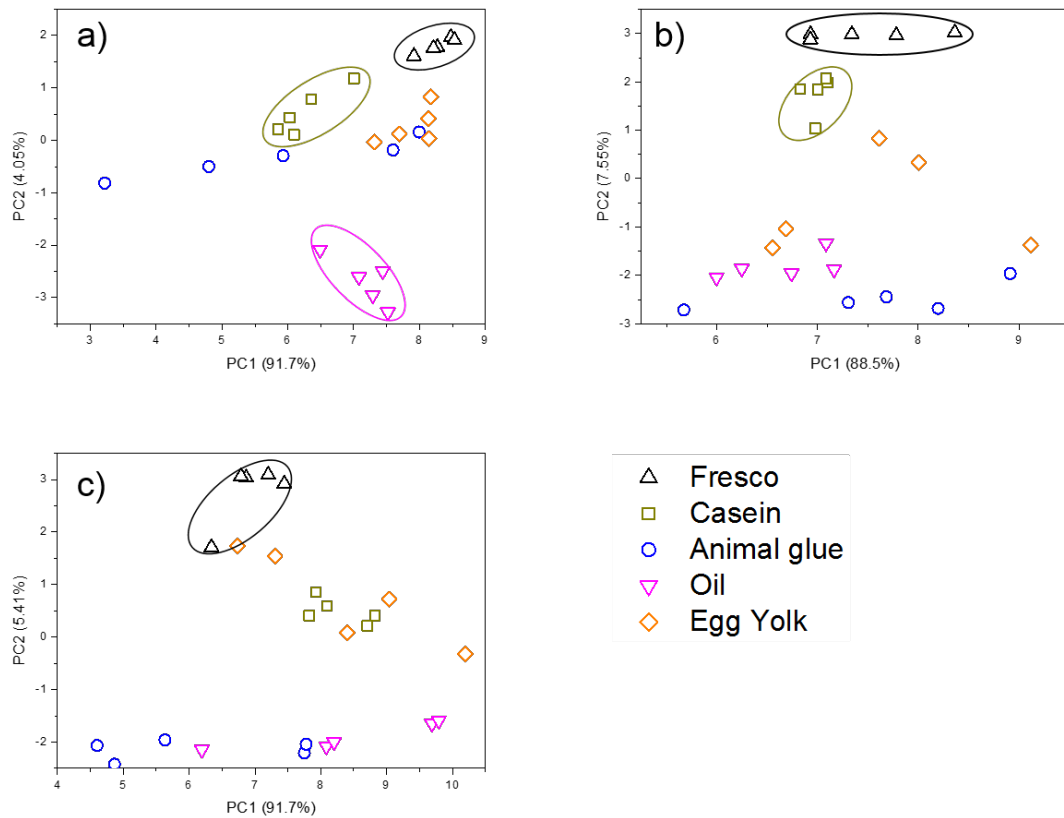 a)
2
1
0
-1
-2
-3
PC2 (4.05%)
3 4 5 6 7 8 9
PC1 (91.7%)
b)
3
2
1
0
-1
-2
-3
PC2 (7.55%)
6 7 8 9
PC1 (88.5%)
c)
3
2
1
0
-1
-2
PC2 (5.41%)
4 5 6 7 8 9 10
PC1 (91.7%)
Fresco
Casein
Animal glue
Oil
Egg Yolk